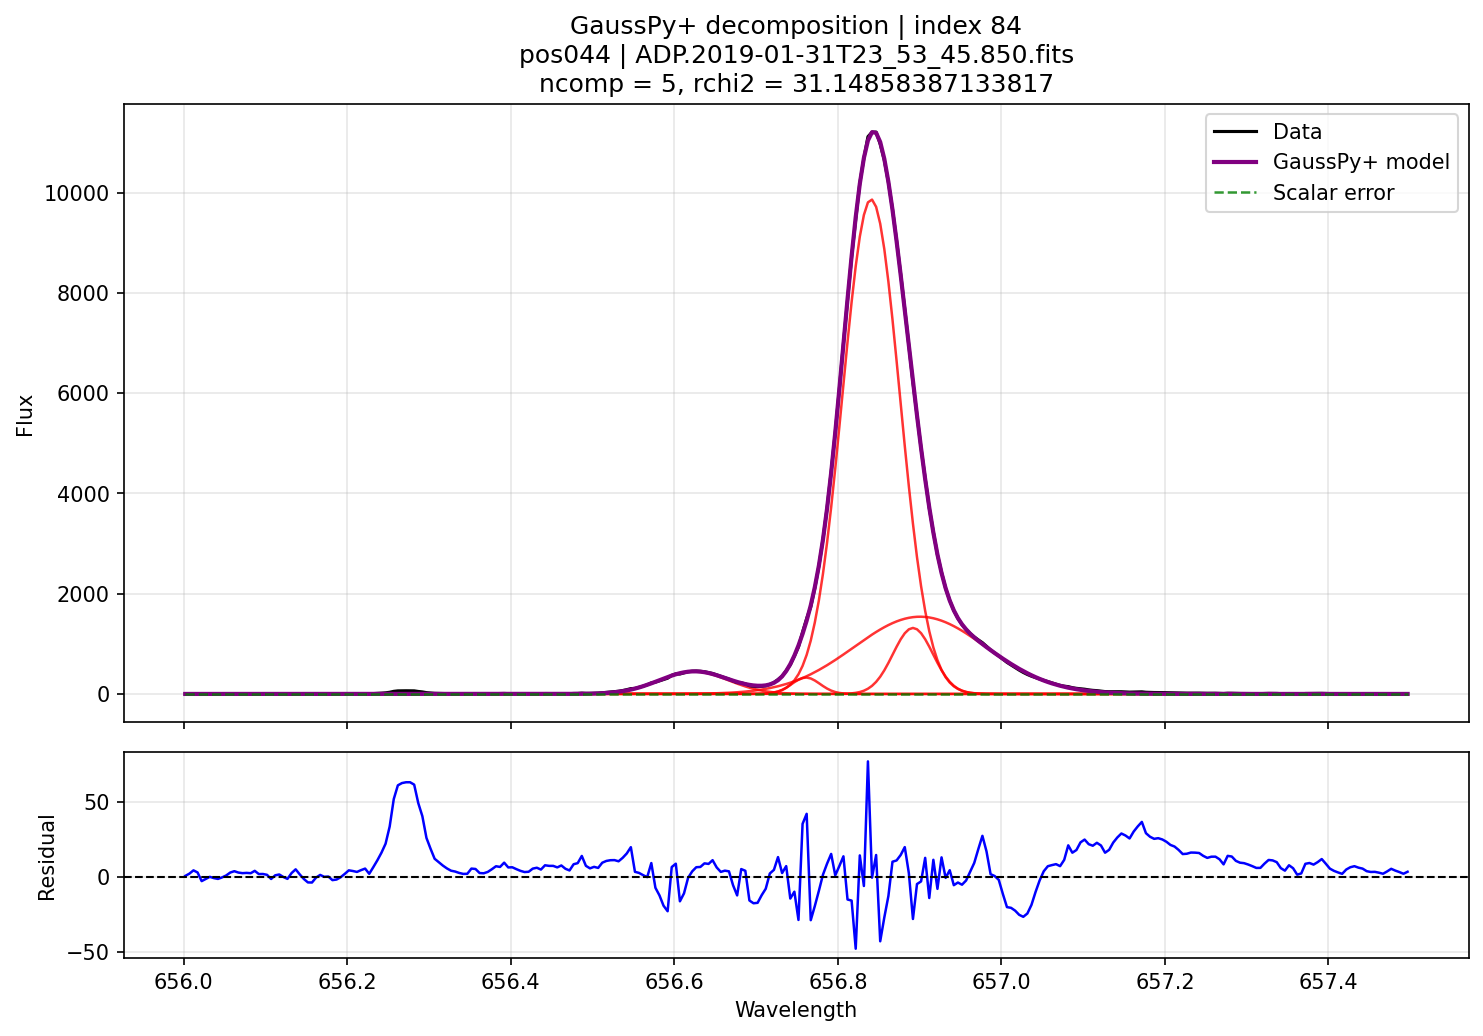 GaussPy+ decomposition | index 84
pos044 | ADP.2019-01-31T23_53_45.850.fits
ncomp = 5, rchi2 = 31.14858387133817
Data
GaussPy+ model
Scalar error
Flux
10000
8000
6000
4000
2000
0
Residual
50
0
−50
656.0
656.2
656.4
656.6
656.8
657.0
657.2
657.4
Wavelength